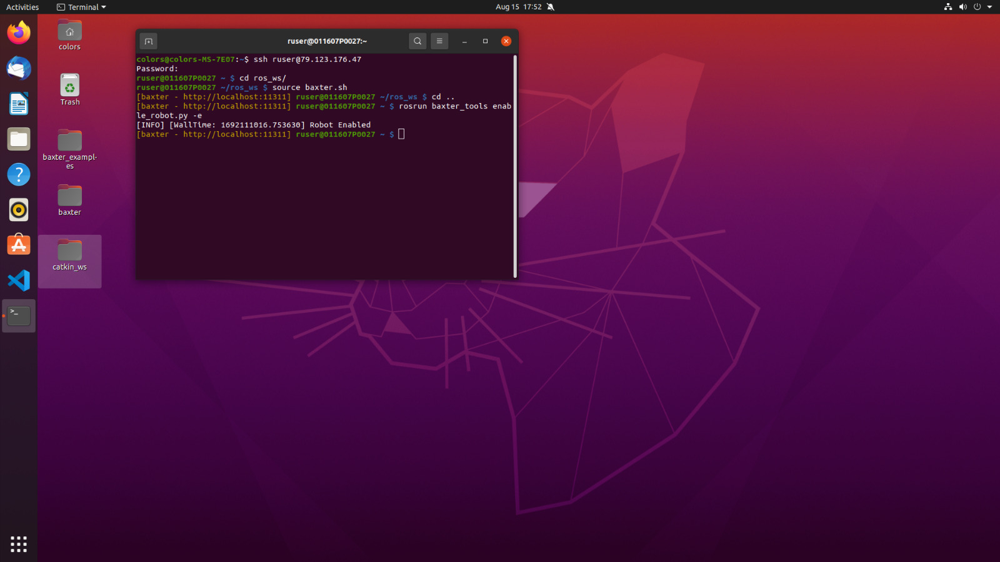 Activities
Terminal
Aug 15 17:52
colors
Trash
baxter_exampl-
es
baxter
catkin_ws
ruser@011607P0027:~
colors@colors-MS-7E07:~$ ssh ruser@79.123.176.47
Password:
ruser@011607P0027 ~ $ cd ros_ws/
ruser@011607P0027 ~/ros_ws $ source baxter.sh
[baxter - http://localhost:11311] ruser@011607P0027 ~/ros_ws $ cd ..
[baxter - http://localhost:11311] ruser@011607P0027 ~ $ rosrun baxter_tools enab
le_robot.py -e
[INFO] [WallTime: 1692111016.753630] Robot Enabled
[baxter - http://localhost:11311] ruser@011607P0027 ~ $